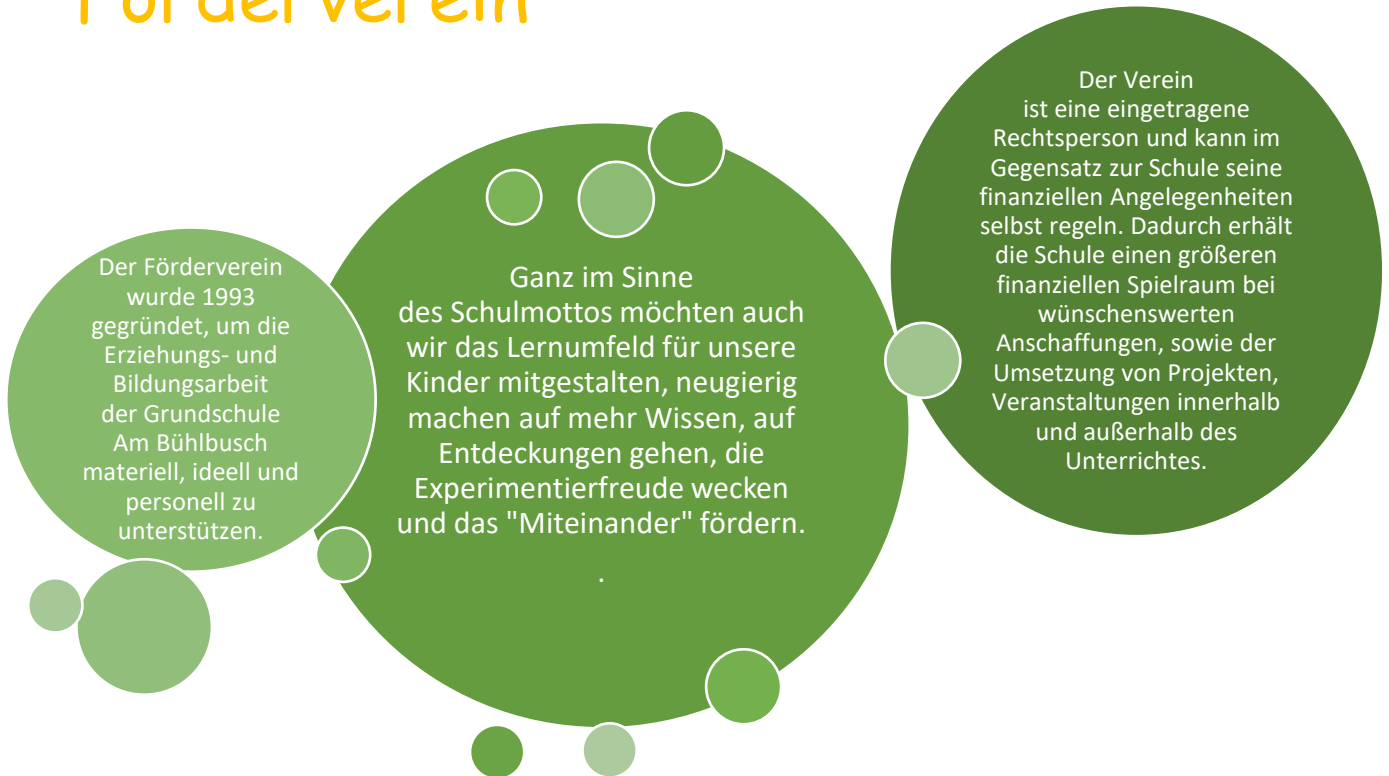 Förderverein
Der Förderverein
wurde 1993
gegründet, um die
Erziehungs- und
Bildungsarbeit
der Grundschule
Am Bühlbusch
materiell, ideell und
personell zu
unterstützen.
Ganz im Sinne
des Schulmottos möchten auch
wir das Lernumfeld für unsere
Kinder mitgestalten, neugierig
machen auf mehr Wissen, auf
Entdeckungen gehen, die
Experimentierfreude wecken
und das "Miteinander" fördern.
.
Der Verein
ist eine eingetragene
Rechtsperson und kann im
Gegensatz zur Schule seine
finanziellen Angelegenheiten
selbst regeln. Dadurch erhält
die Schule einen größeren
finanziellen Spielraum bei
wünschenswerten
Anschaffungen, sowie der
Umsetzung von Projekten,
Veranstaltungen innerhalb
und außerhalb des
Unterrichtes.